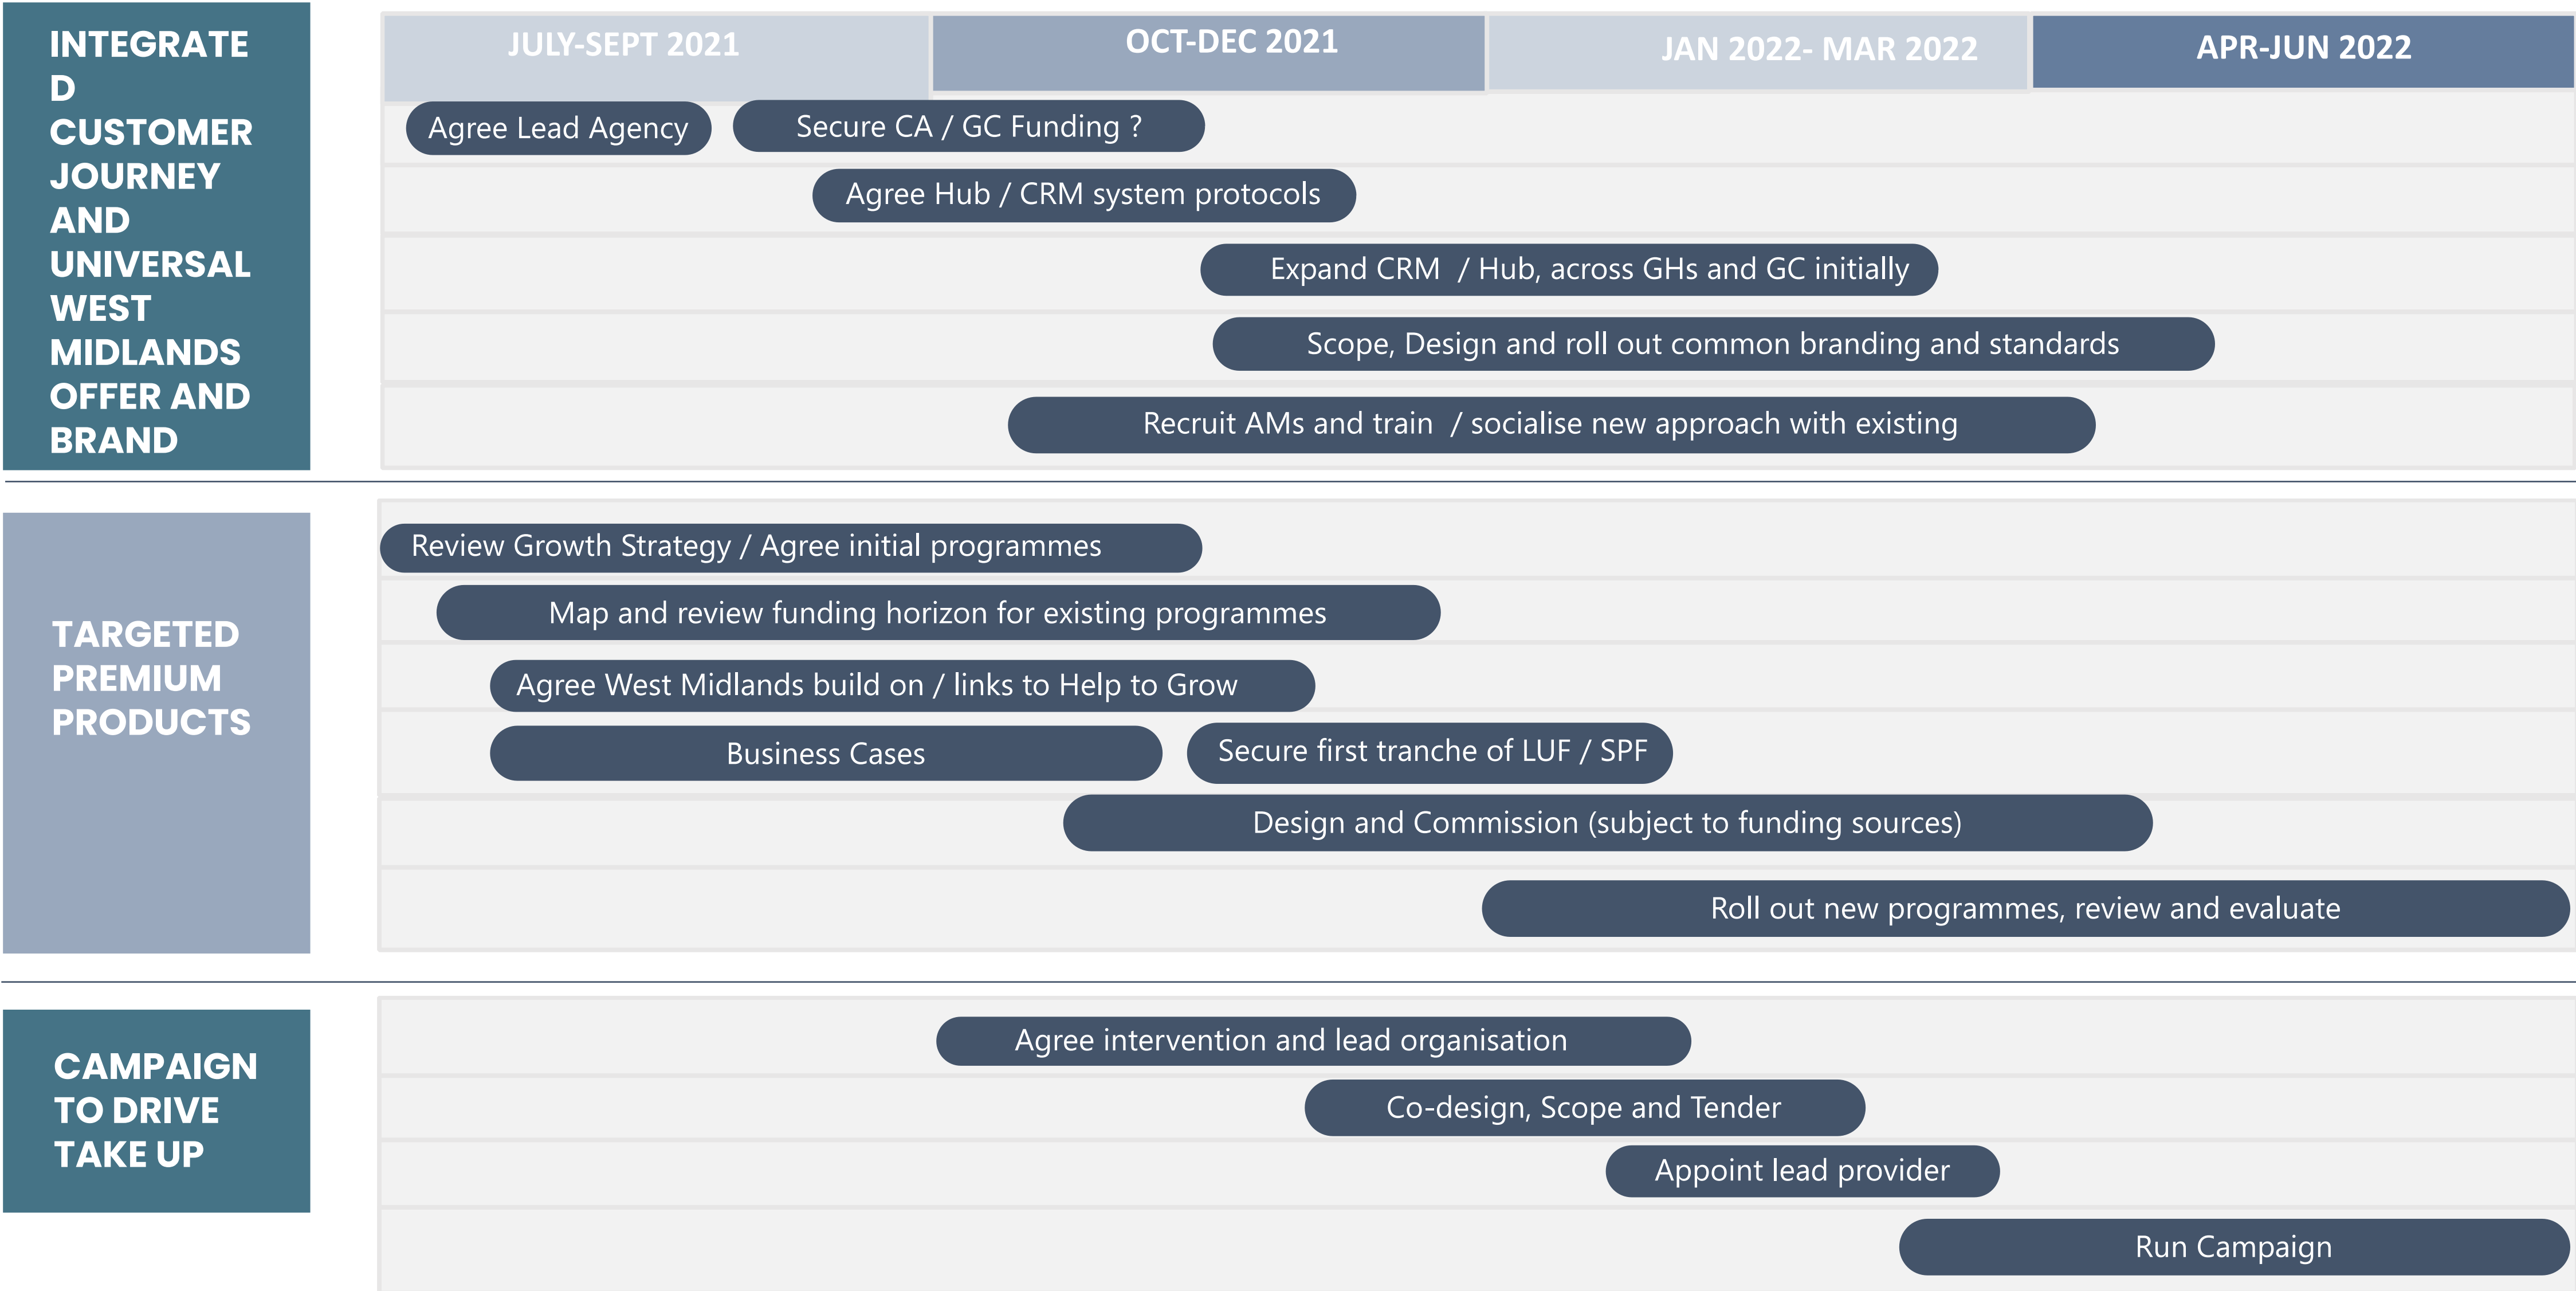 INTEGRATE
D
CUSTOMER
JOURNEY
AND
UNIVERSAL
WEST
MIDLANDS
OFFER AND
BRAND
JULY-SEPT 2021
OCT-DEC 2021
JAN 2022- MAR 2022
APR-JUN 2022
Agree Lead Agency
Secure CA / GC Funding ?
Agree Hub / CRM system protocols
Expand CRM  / Hub, across GHs and GC initially
Scope, Design and roll out common branding and standards
Recruit AMs and train  / socialise new approach with existing
TARGETED
PREMIUM
PRODUCTS
Review Growth Strategy / Agree initial programmes
Map and review funding horizon for existing programmes
Agree West Midlands build on / links to Help to Grow
Business Cases
Secure first tranche of LUF / SPF
Design and Commission (subject to funding sources)
Roll out new programmes, review and evaluate
CAMPAIGN
TO DRIVE
TAKE UP
Agree intervention and lead organisation
Co-design, Scope and Tender
Appoint lead provider
Run Campaign